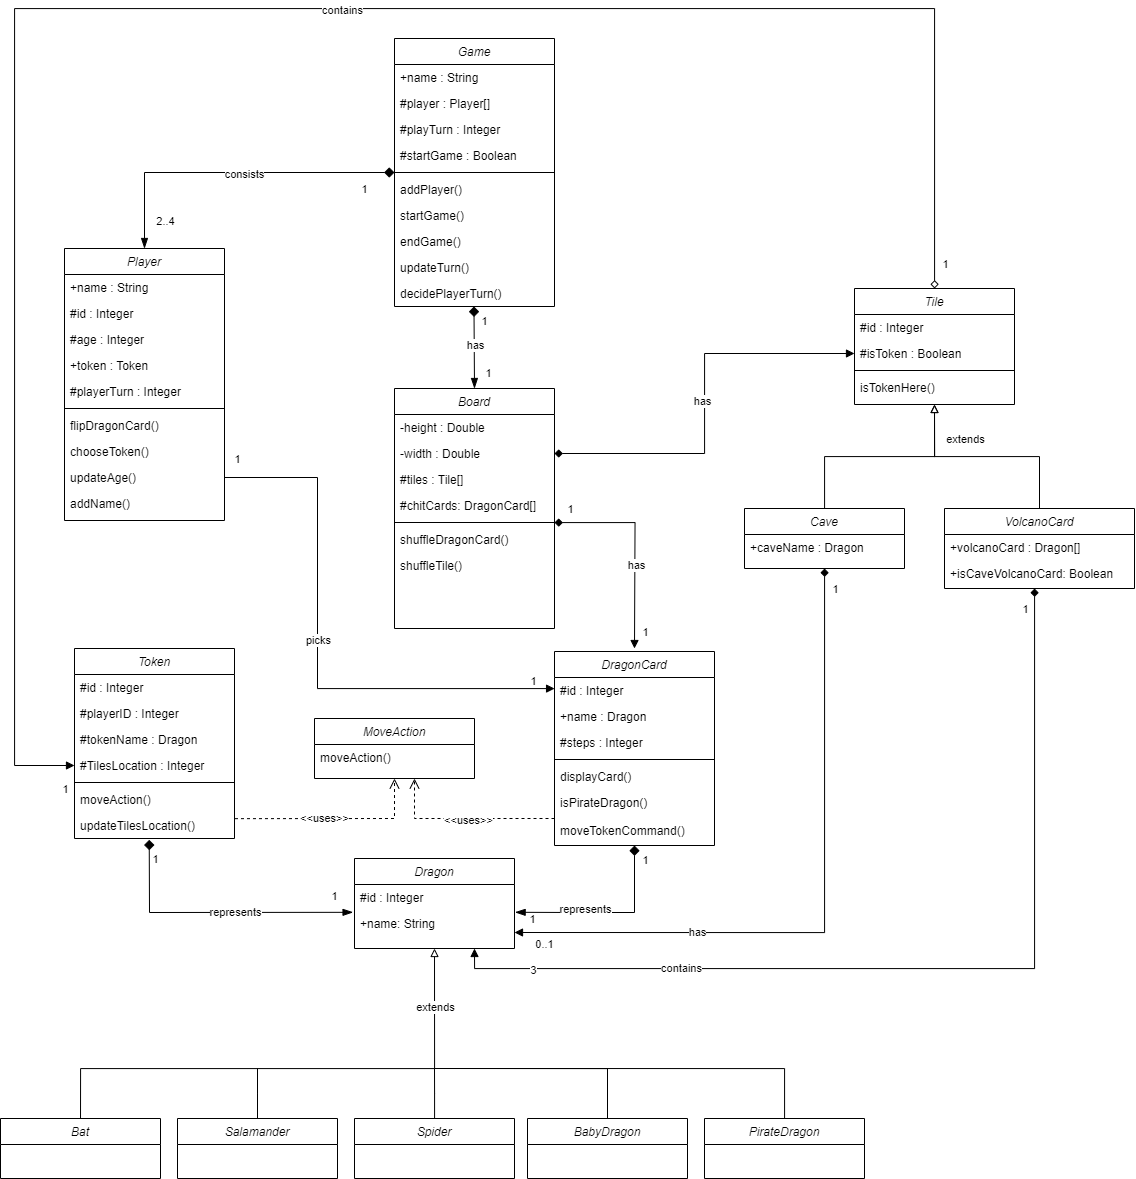 contains
Game
+name : String
#player : Player[]
#playTurn : Integer
#startGame : Boolean
addPlayer()
startGame()
endGame()
updateTurn()
decidePlayerTurn()
consists
1
2..4
Player
+name : String
#id : Integer
#age : Integer
+token : Token
#playerTurn : Integer
flipDragonCard()
chooseToken()
updateAge()
addName()
1
has
1
Board
-height : Double
-width : Double
#tiles : Tile[]
#chitCards: DragonCard[]
shuffleDragonCard()
shuffleTile()
1
Tile
#id : Integer
#isToken : Boolean
isTokenHere()
has
extends
Cave
+caveName : Dragon
1
VolcanoCard
+volcanoCard : Dragon[]
+isCaveVolcanoCard: Boolean
1
1
has
1
1
picks
1
Token
#id : Integer
#playerID : Integer
#tokenName : Dragon
#TilesLocation : Integer
moveAction()
updateTilesLocation()
1
1
MoveAction
moveAction()
<<uses>>
<<uses>>
DragonCard
#id : Integer
+name : Dragon
#steps : Integer
displayCard()
isPirateDragon()
moveTokenCommand()
1
Dragon
#id : Integer
+name: String
represents
1
represents
1
has
0..1
contains
3
extends
Bat
Salamander
Spider
BabyDragon
PirateDragon